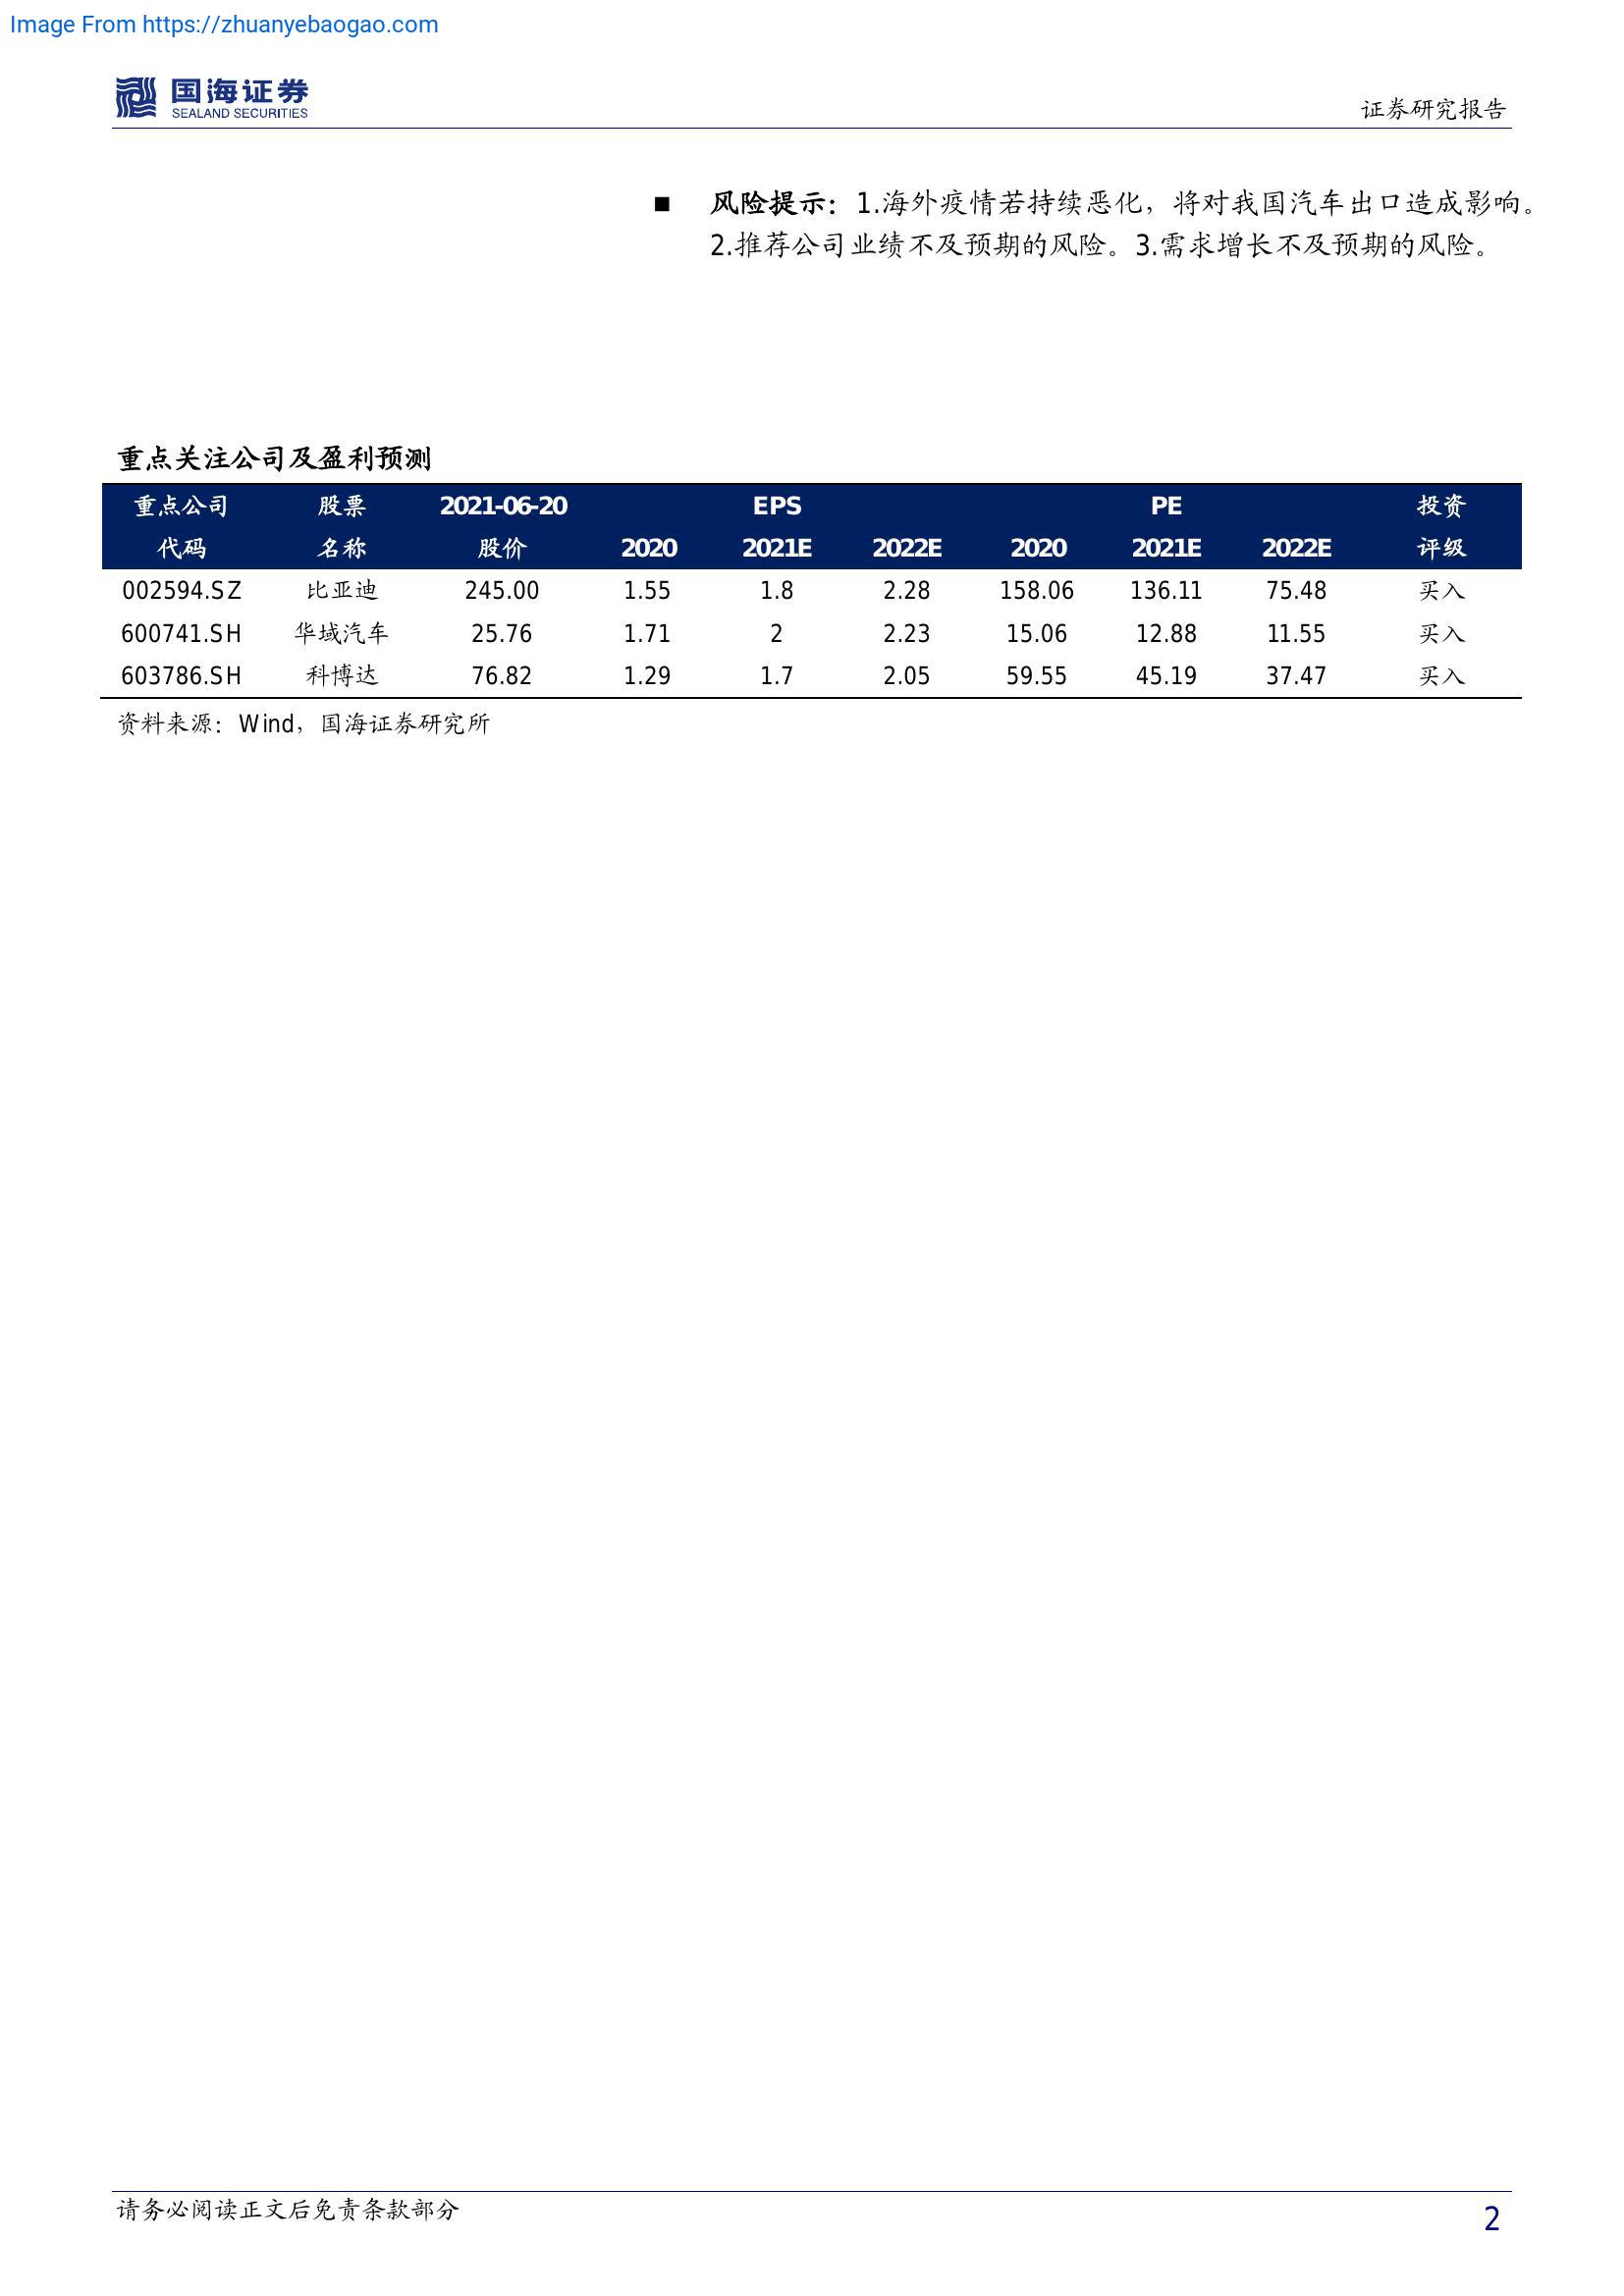 Image From https://zhuanyebaogao.com
国海证券
SEALAND SECURITIES
证券研究报告
■ 风险提示：1.海外疫情若持续恶化，将对我国汽车出口造成影响。
2.推荐公司业绩不及预期的风险。3.需求增长不及预期的风险。
重点关注公司及盈利预测
重点公司 股票 2021-06-20 EPS PE 投资
代码 名称 股价 2020 2021E 2022E 2020 2021E 2022E 评级
002594.SZ 比亚迪 245.00 1.55 1.8 2.28 158.06 136.11 75.48 买入
600741.SH 华域汽车 25.76 1.71 2 2.23 15.06 12.88 11.55 买入
603786.SH 科博达 76.82 1.29 1.7 2.05 59.55 45.19 37.47 买入
资料来源：Wind，国海证券研究所
请务必阅读正文后免责条款部分
2